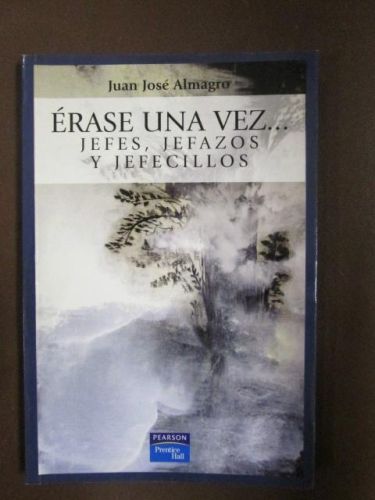 Juan José Almagro
ÉRASE UNA VEZ...
JEFES, JEFAZOS
Y JEFECILLOS
PEARSON
Prentice
Hall